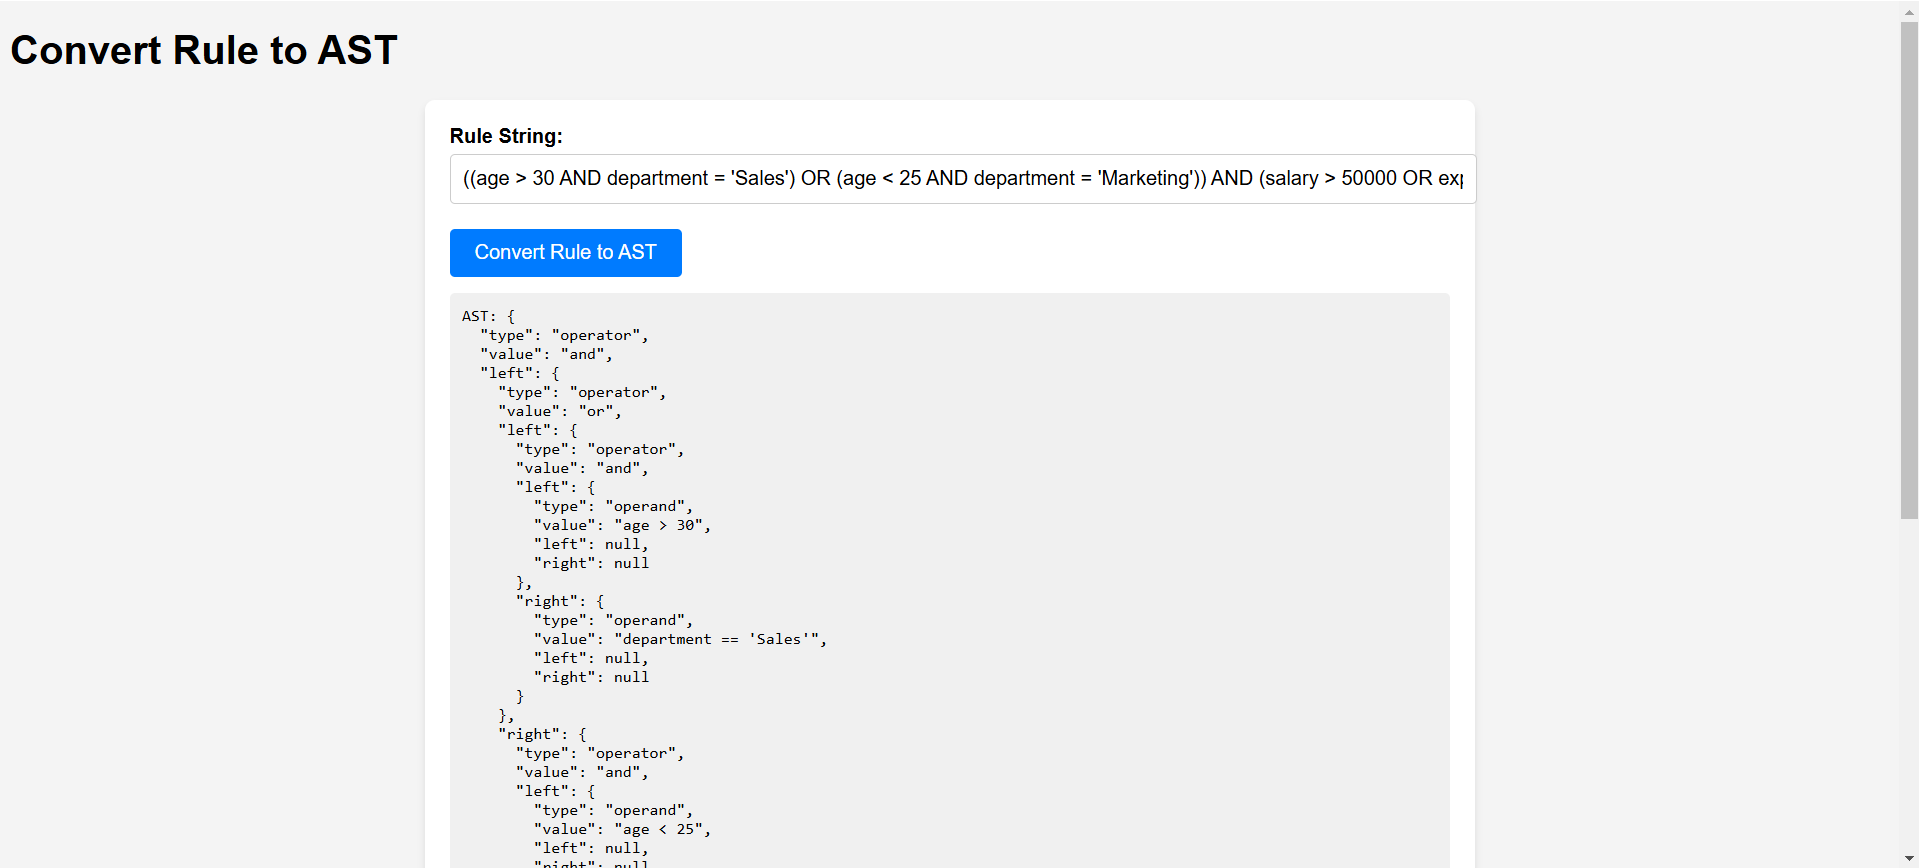 Convert Rule to AST
Rule String:
((age > 30 AND department = 'Sales') OR (age < 25 AND department = 'Marketing')) AND (salary > 50000 OR exp
Convert Rule to AST
AST: {
  "type": "operator",
  "value": "and",
  "left": {
    "type": "operator",
    "value": "or",
    "left": {
      "type": "operator",
      "value": "and",
      "left": {
        "type": "operand",
        "value": "age > 30",
        "left": null,
        "right": null
      },
      "right": {
        "type": "operand",
        "value": "department == 'Sales'",
        "left": null,
        "right": null
      }
    },
    "right": {
      "type": "operator",
      "value": "and",
      "left": {
        "type": "operand",
        "value": "age < 25",
        "left": null,
        "right": null